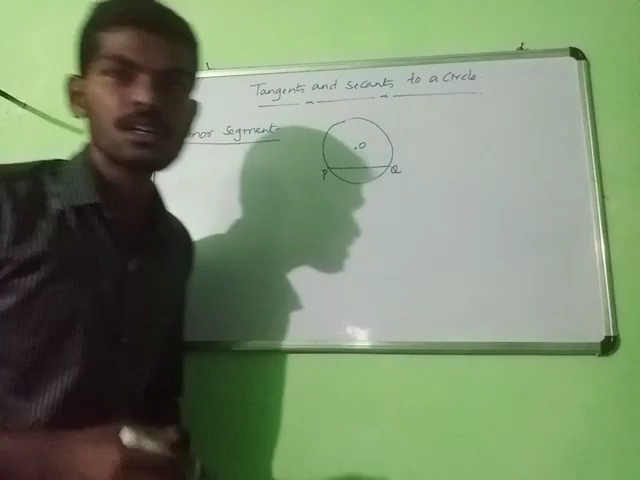 Tangents and secants to a Circle.
segment
.O
P Q